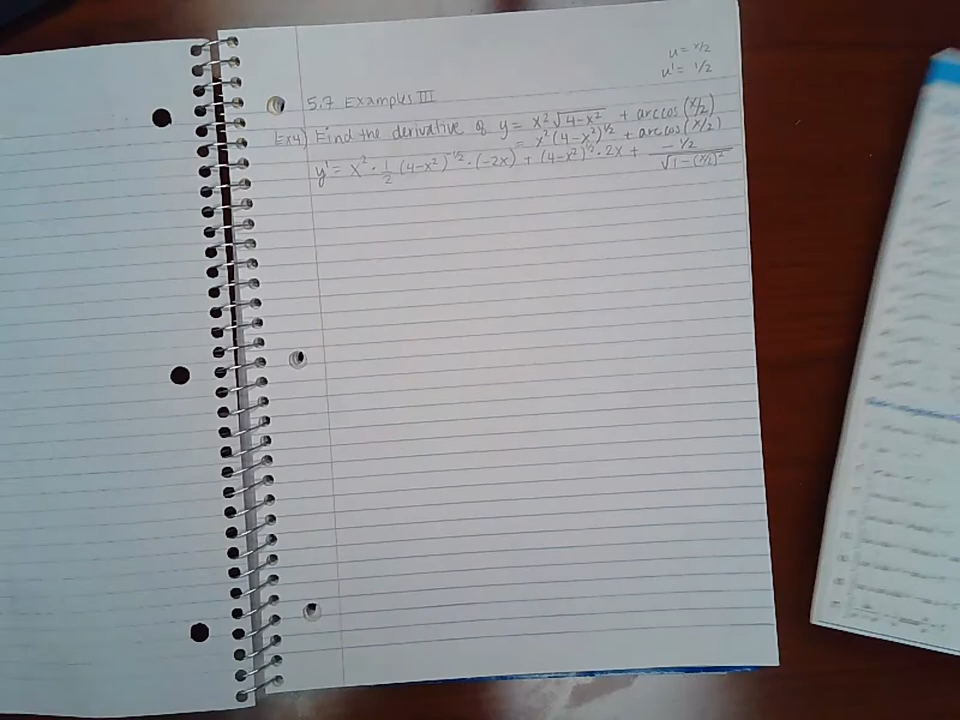 u = x/2
u' = 1/2
5.7 Examples III
Ex4) Find the derivative of y = x²√4-x² + arccos(x/2)
= x²(4-x²)^1/2 + arccos(x/2)
y' = x² · 1/2 (4-x²)^-1/2 · (-2x) + (4-x²)^1/2 · 2x + -1/2 / √1-(x/2)²